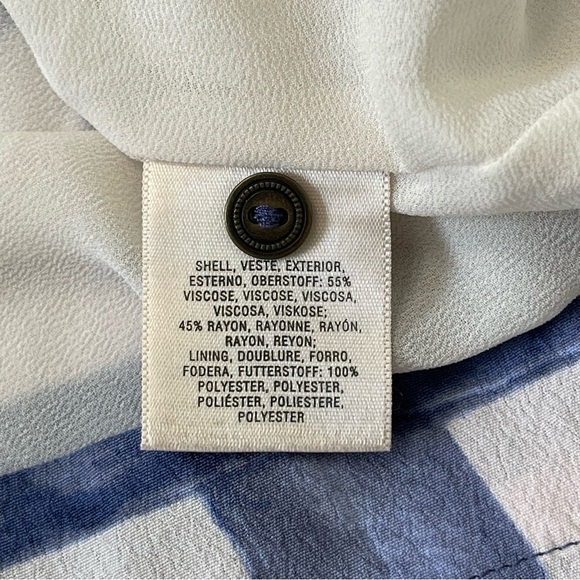 SHELL, VESTE, EXTERIOR,
ESTERNO, OBERSTOFF: 55%
VISCOSE, VISCOSE, VISCOSA,
VISCOSA, VISKOSE;
45% RAYON, RAYONNE, RAYÓN,
RAYON, REYON;
LINING, DOUBLURE, FORRO,
FODERA, FUTTERSTOFF: 100%
POLYESTER, POLYESTER,
POLIÉSTER, POLIESTERE,
POLYESTER